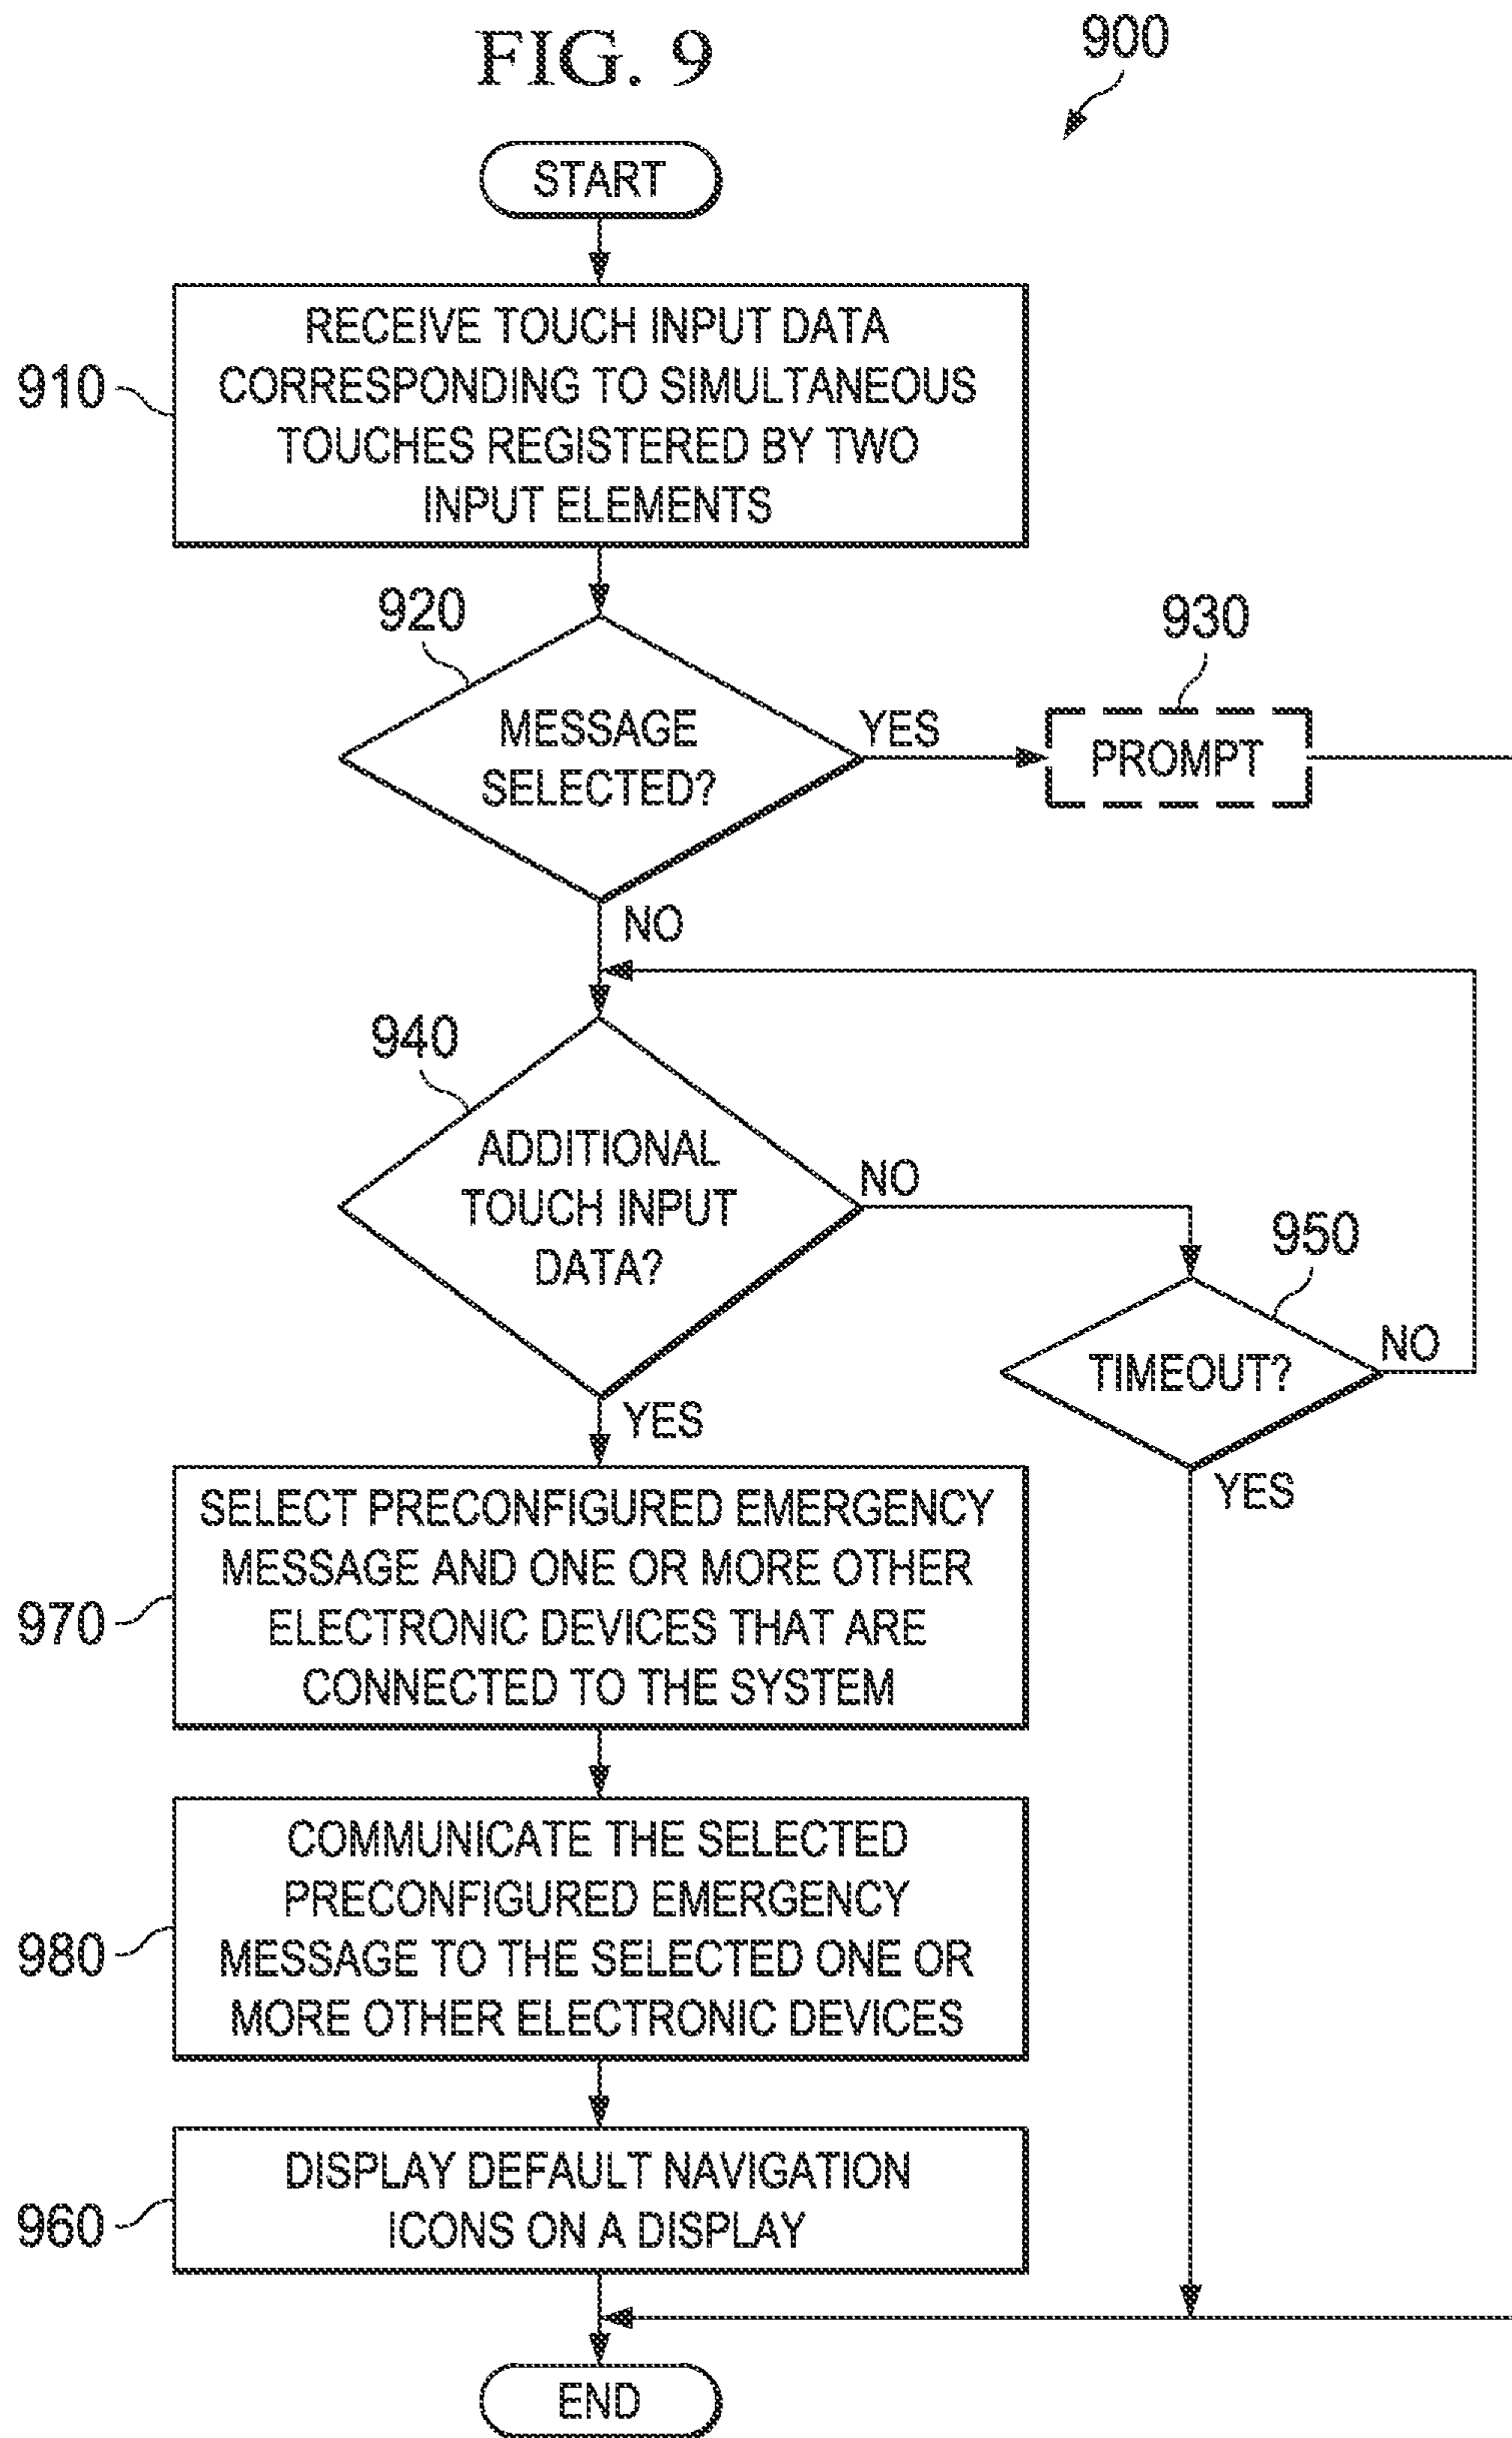 FIG. 9
900
START
910
RECEIVE TOUCH INPUT DATA
CORRESPONDING TO SIMULTANEOUS
TOUCHES REGISTERED BY TWO
INPUT ELEMENTS
920
MESSAGE
SELECTED?
YES
930
PROMPT
NO
940
ADDITIONAL
TOUCH INPUT
DATA?
NO
950
TIMEOUT?
NO
YES
YES
970
SELECT PRECONFIGURED EMERGENCY
MESSAGE AND ONE OR MORE OTHER
ELECTRONIC DEVICES THAT ARE
CONNECTED TO THE SYSTEM
980
COMMUNICATE THE SELECTED
PRECONFIGURED EMERGENCY
MESSAGE TO THE SELECTED ONE OR
MORE OTHER ELECTRONIC DEVICES
960
DISPLAY DEFAULT NAVIGATION
ICONS ON A DISPLAY
END